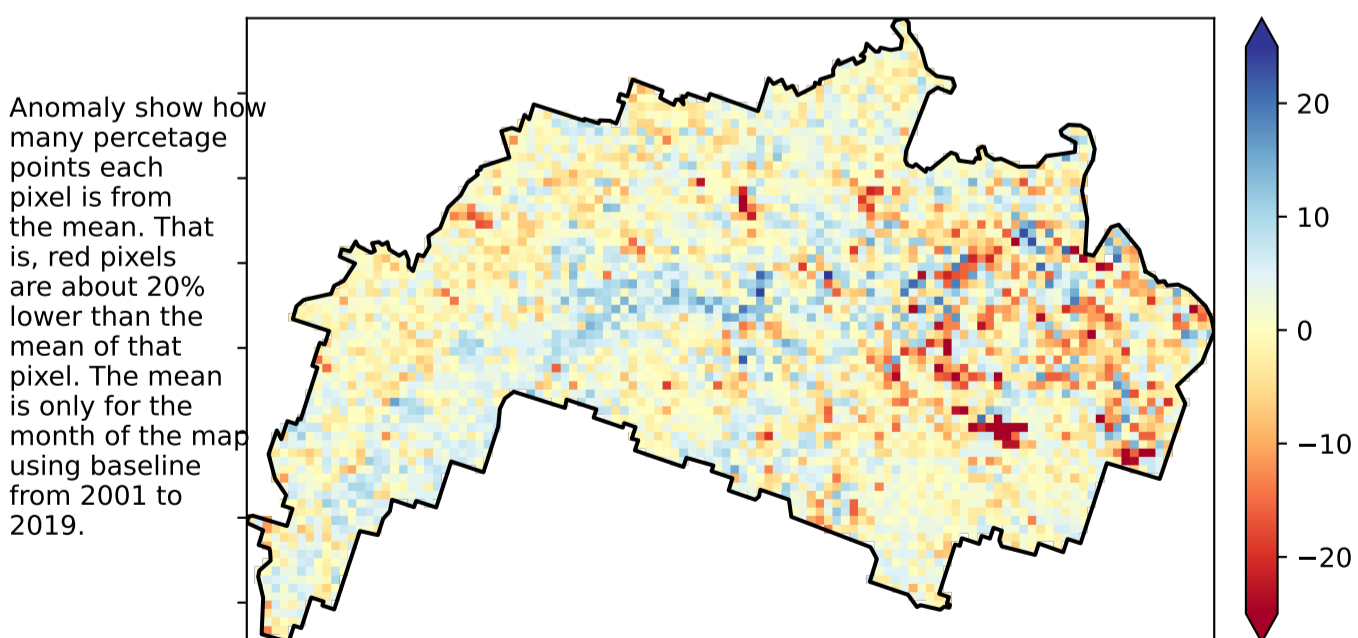 Anomaly show how
many percetage
points each
pixel is from
the mean. That
is, red pixels
are about 20%
lower than the
mean of that
pixel. The mean
is only for the
month of the map
using baseline
from 2001 to
2019.
20
10
0
−10
−20